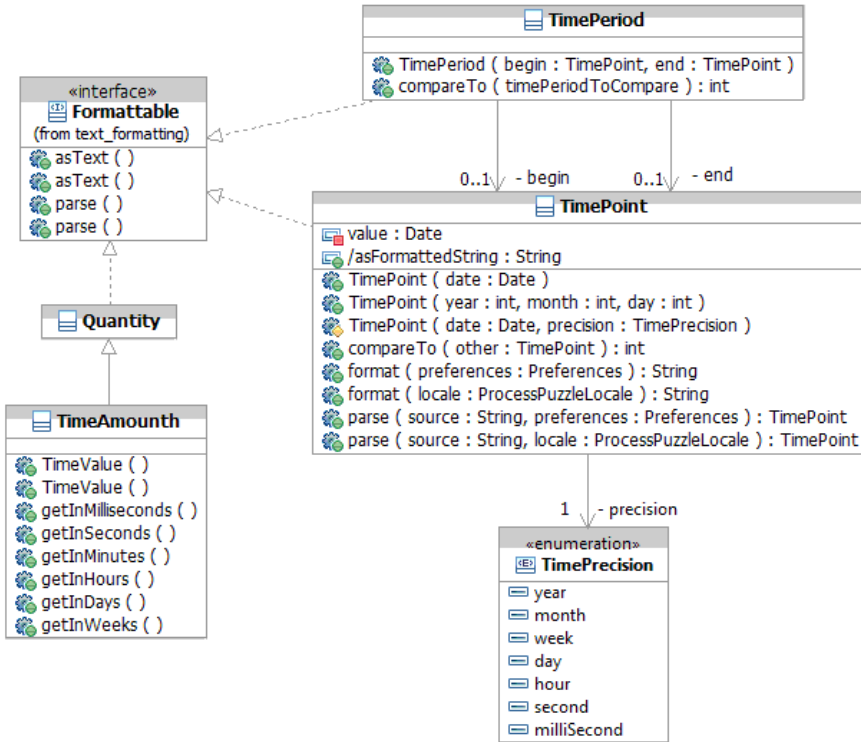 TimePeriod
TimePeriod ( begin : TimePoint, end : TimePoint )
compareTo ( timePeriodToCompare ) : int
«interface»
Formattable
(from text_formatting)
asText ( )
asText ( )
parse ( )
parse ( )
0..1 - begin
0..1 - end
TimePoint
value : Date
/asFormattedString : String
TimePoint ( date : Date )
TimePoint ( year : int, month : int, day : int )
TimePoint ( date : Date, precision : TimePrecision )
compareTo ( other : TimePoint ) : int
format ( preferences : Preferences ) : String
format ( locale : ProcessPuzzleLocale ) : String
parse ( source : String, preferences : Preferences ) : TimePoint
parse ( source : String, locale : ProcessPuzzleLocale ) : TimePoint
Quantity
TimeAmounth
TimeValue ( )
TimeValue ( )
getInMilliseconds ( )
getInSeconds ( )
getInMinutes ( )
getInHours ( )
getInDays ( )
getInWeeks ( )
1 - precision
«enumeration»
TimePrecision
year
month
week
day
hour
second
milliSecond